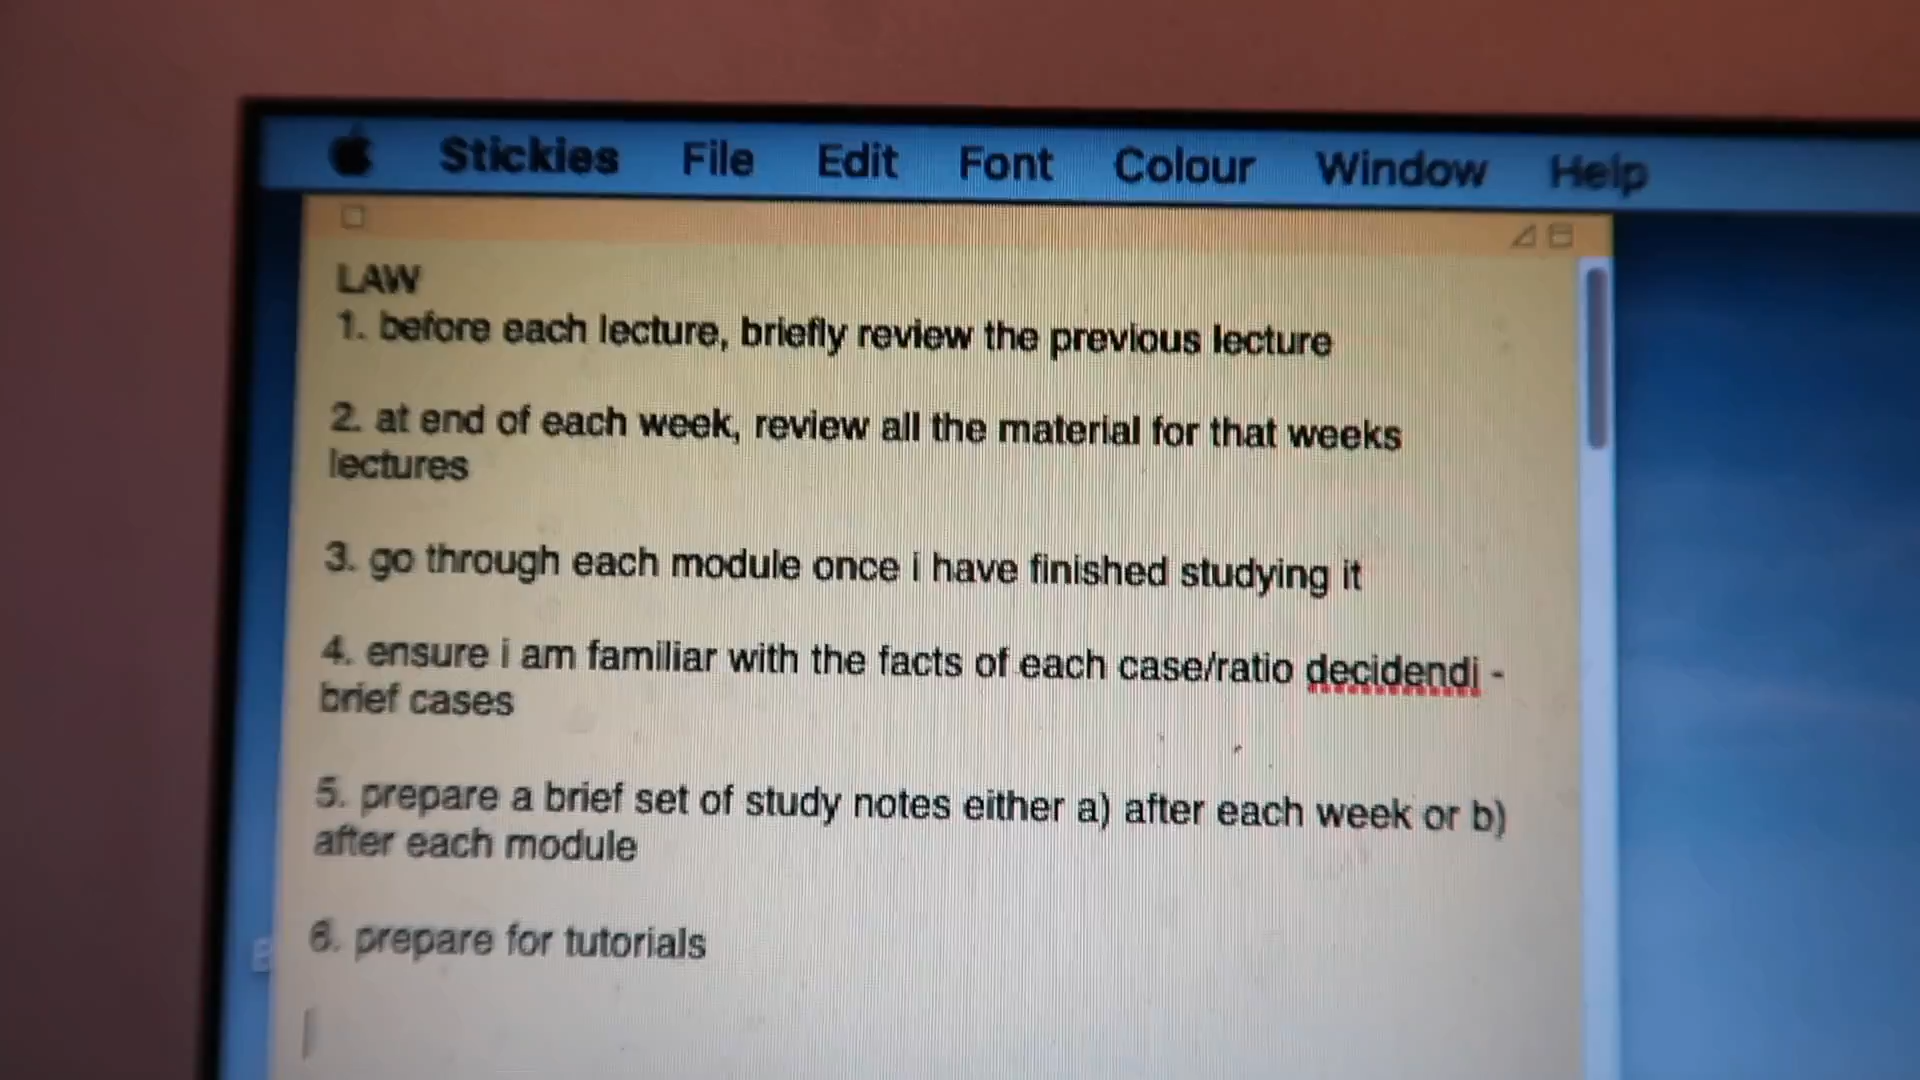 Stickies File Edit Font Colour Window Help
LAW
1. before each lecture, briefly review the previous lecture
2. at end of each week, review all the material for that weeks
lectures
3. go through each module once i have finished studying it
4. ensure i am familiar with the facts of each case/ratio decidendi -
brief cases
5. prepare a brief set of study notes either a) after each week or b)
after each module
6. prepare for tutorials